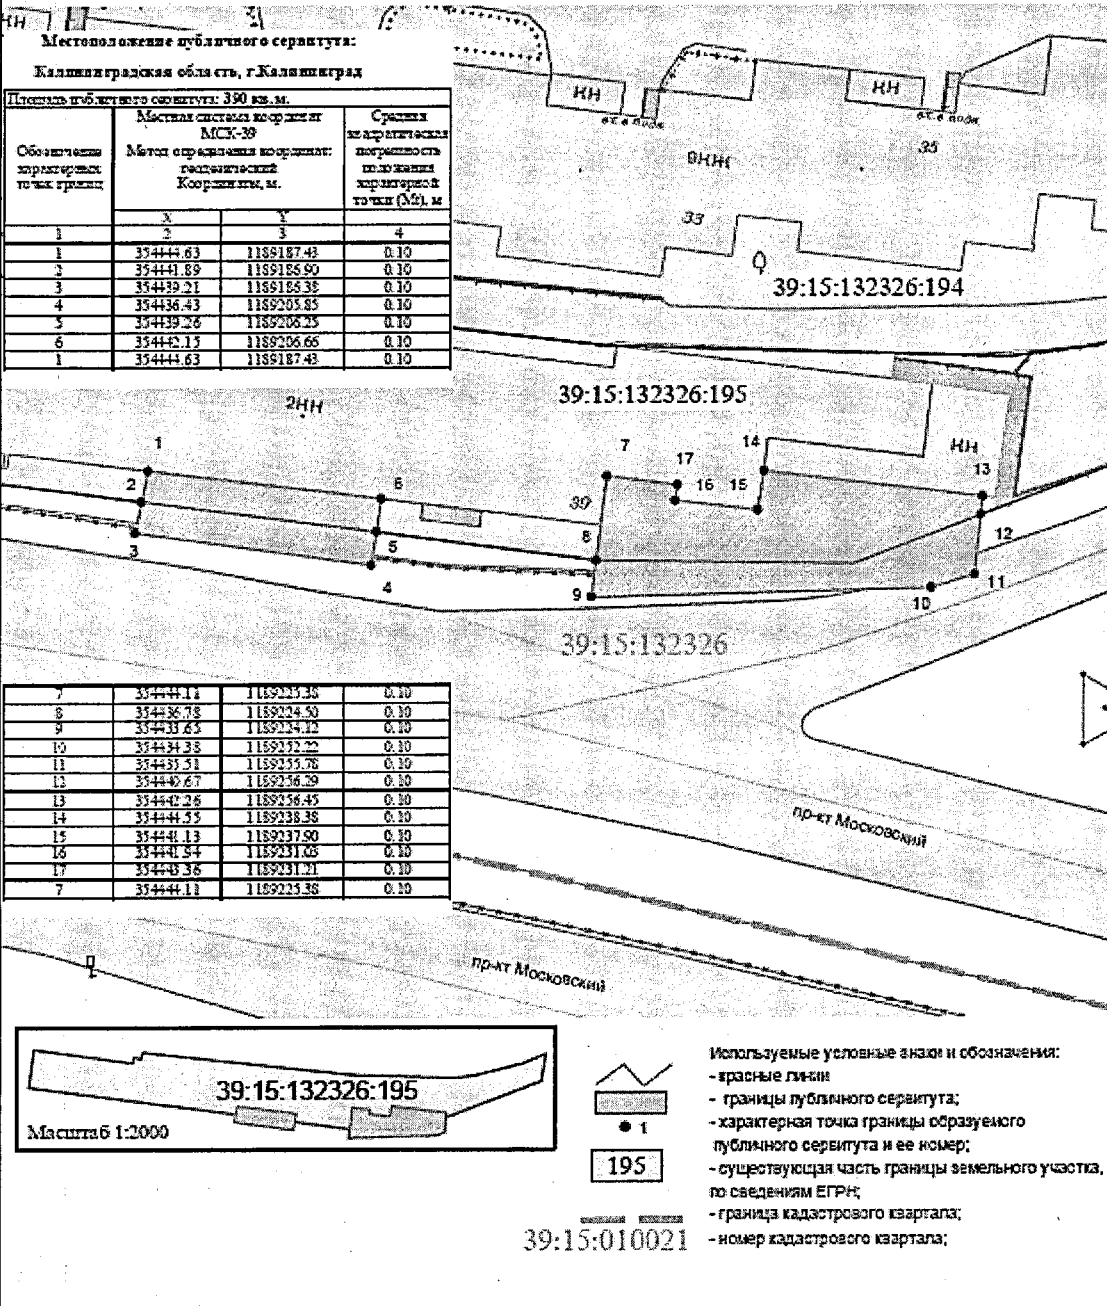 КН
Местоположение публичного сервитута:
Калининградская область, г.Калининград
Площадь публичного сервитута: 390 кв. м.
Обозначение характерных точек границ
Местная система координат МСК-39
Метод определения координат: геодезический
Координаты, м.
Средняя квадратическая погрешность положения характерной точки (Mt), м
X Y
1 2 3 4
1 354444.63 1189187.43 0.10
2 354441.89 1189186.90 0.10
3 354439.21 1189186.38 0.10
4 354436.43 1189205.85 0.10
5 354439.26 1189206.25 0.10
6 354442.15 1189206.66 0.10
1 354444.63 1189187.43 0.10
КН
КН
35
9НЖ
33
39:15:132326:194
39:15:132326:195
2НН
КН
39
1
2
3
4
5
6
7
8
9
10
11
12
13
14
15
16
17
39:15:132326
7 354444.11 1189225.38 0.10
8 354436.78 1189224.50 0.10
9 354433.65 1189224.12 0.10
10 354434.38 1189252.22 0.10
11 354435.51 1189255.78 0.10
12 354440.67 1189256.29 0.10
13 354442.26 1189256.45 0.10
14 354444.55 1189238.38 0.10
15 354441.13 1189237.90 0.10
16 354441.94 1189231.03 0.10
17 354443.36 1189231.21 0.10
7 354444.11 1189225.38 0.10
пр-кт Московский
пр-кт Московский
39:15:132326:195
Масштаб 1:2000
Используемые условные знаки и обозначения:
- красные линии
- границы публичного сервитута;
1
- характерная точка границы образуемого
публичного сервитута и ее номер;
195
- существующая часть границы земельного участка,
по сведениям ЕГРН;
- граница кадастрового квартала;
39:15:010021
- номер кадастрового квартала;